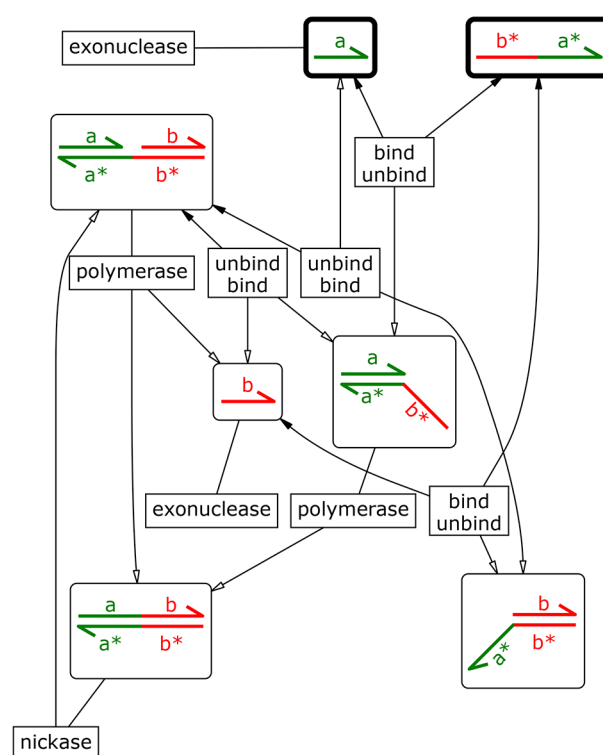 a
b* a*
exonuclease
a b
a* b*
bind
unbind
polymerase
unbind
bind
unbind
bind
a
a*
b*
b
exonuclease
polymerase
bind
unbind
a b
a* b*
b
a*
b*
nickase